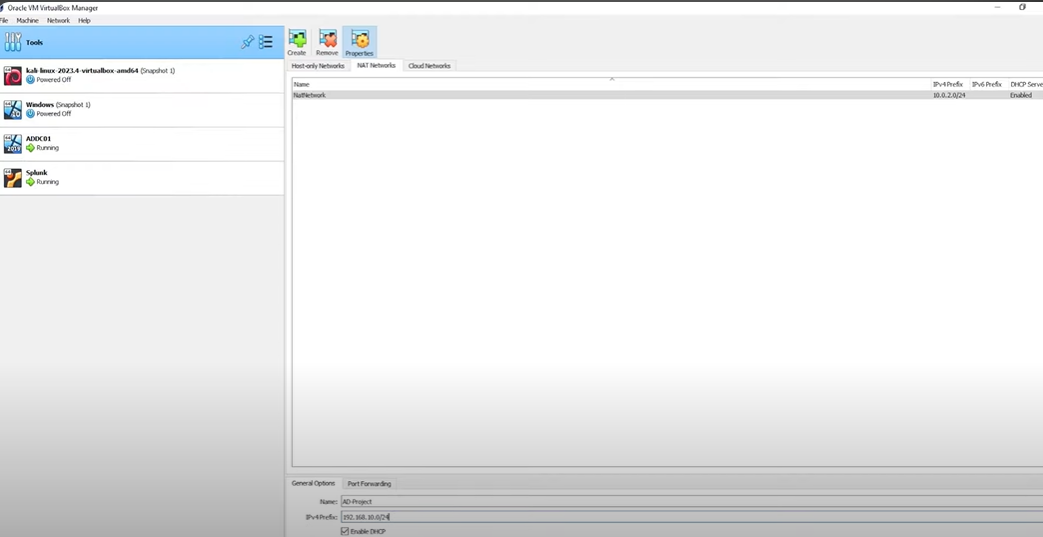 Oracle VM VirtualBox Manager
File Machine Network Help
Tools
Create Remove Properties
Host-only Networks NAT Networks Cloud Networks
kali-linux-2023.4-virtualbox-amd64 (Snapshot 1)
Powered Off
Windows (Snapshot 1)
Powered Off
ADDC01
Running
Splunk
Running
Name IPv4 Prefix IPv6 Prefix DHCP Serve
NatNetwork 10.0.2.0/24 Enabled
General Options Port Forwarding
Name: AD-Project
IPv4 Prefix: 192.168.10.0/24
Enable DHCP